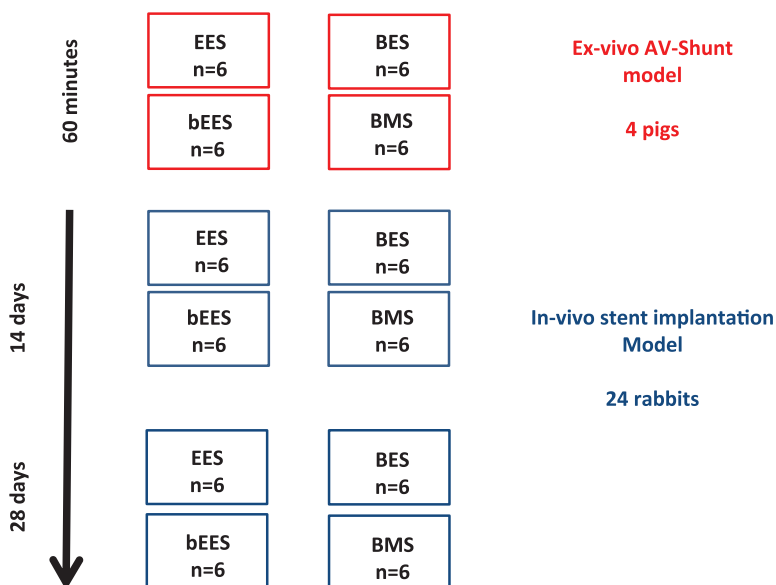 60 minutes
EES
n=6
BES
n=6
bEES
n=6
BMS
n=6
Ex-vivo AV-Shunt
model
4 pigs
14 days
EES
n=6
BES
n=6
bEES
n=6
BMS
n=6
In-vivo stent implantation
Model
24 rabbits
28 days
EES
n=6
BES
n=6
bEES
n=6
BMS
n=6